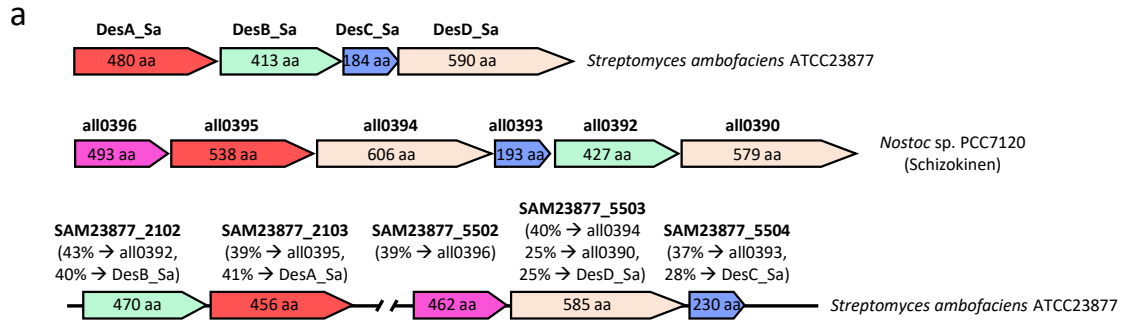 a
DesA_Sa DesB_Sa DesC_Sa DesD_Sa
480 aa 413 aa 184 aa 590 aa Streptomyces ambofaciens ATCC23877
all0396 all0395 all0394 all0393 all0392 all0390
493 aa 538 aa 606 aa 193 aa 427 aa 579 aa
Nostoc sp. PCC7120
(Schizokinen)
SAM23877_2102
(43% → all0392,
40% → DesB_Sa)
SAM23877_2103
(39% → all0395,
41% → DesA_Sa)
SAM23877_5502
(39% → all0396)
SAM23877_5503
(40% → all0394
25% → all0390,
25% → DesD_Sa)
SAM23877_5504
(37% → all0393,
28% → DesC_Sa)
470 aa 456 aa 462 aa 585 aa 230 aa Streptomyces ambofaciens ATCC23877